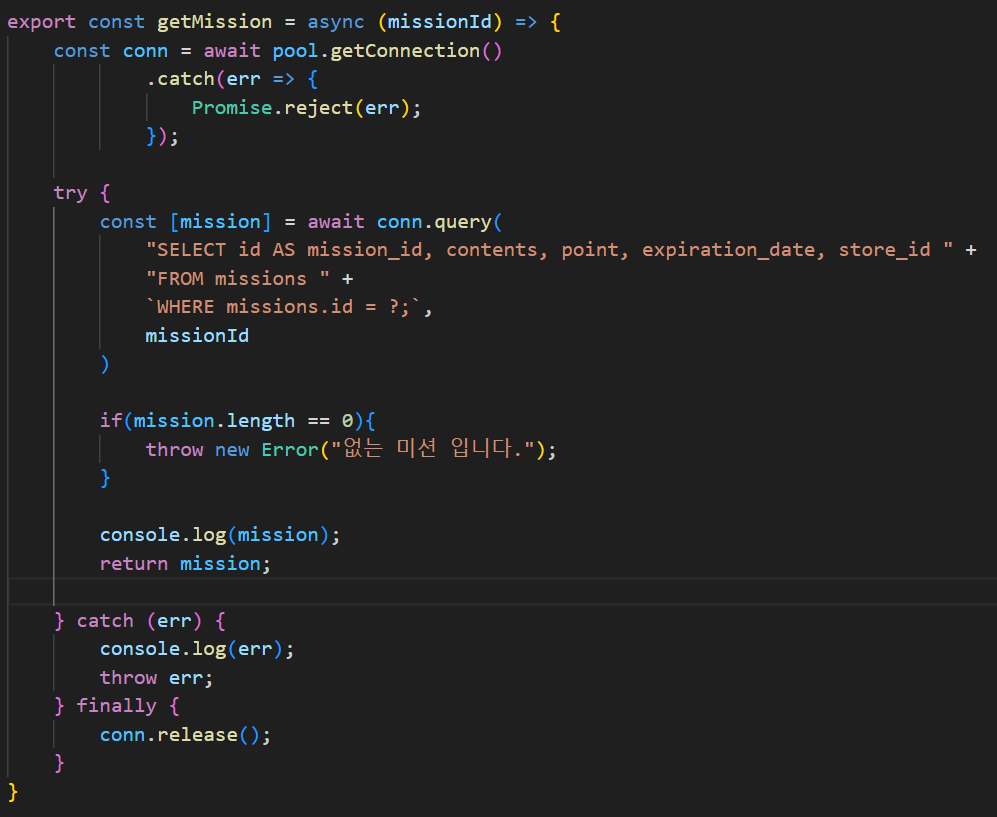 export const getMission = async (missionId) => {
    const conn = await pool.getConnection()
            .catch(err => {
                Promise.reject(err);
            });
    try {
        const [mission] = await conn.query(
            "SELECT id AS mission_id, contents, point, expiration_date, store_id " +
            "FROM missions " +
            `WHERE missions.id = ?;`,
            missionId
        )
        if(mission.length == 0){
            throw new Error("없는 미션 입니다.");
        }
        console.log(mission);
        return mission;
    } catch (err) {
        console.log(err);
        throw err;
    } finally {
        conn.release();
    }
}